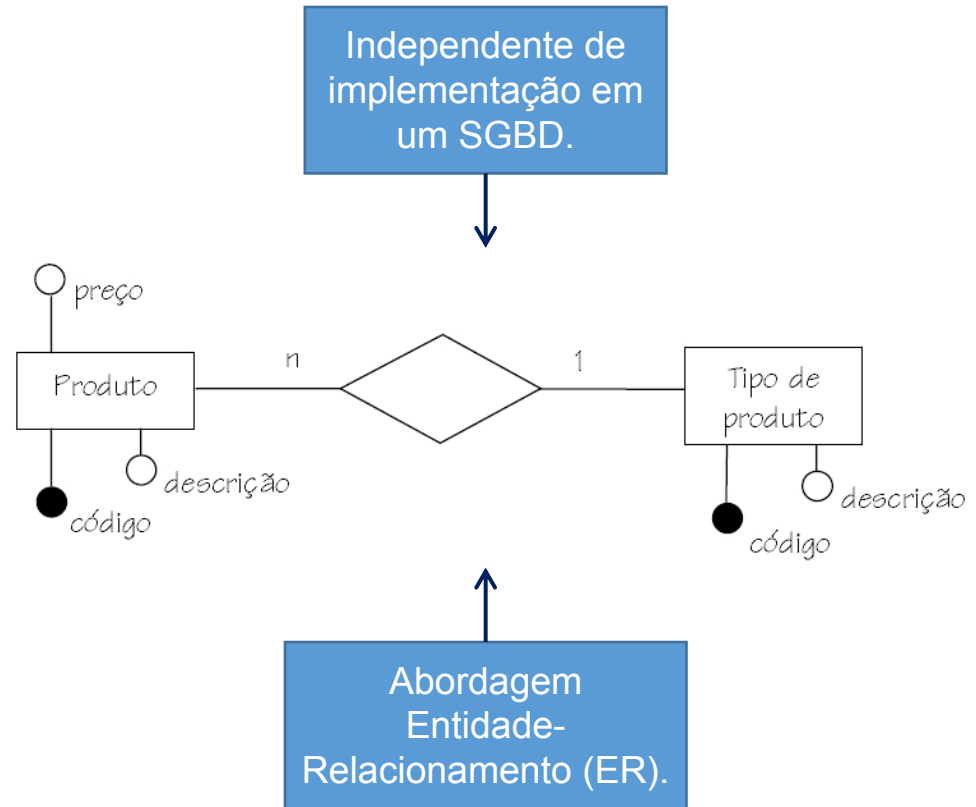 Independente de
implementação em
um SGBD.
preço
n
1
Produto
Tipo de
produto
descrição
código
descrição
código
Abordagem
Entidade-
Relacionamento (ER).